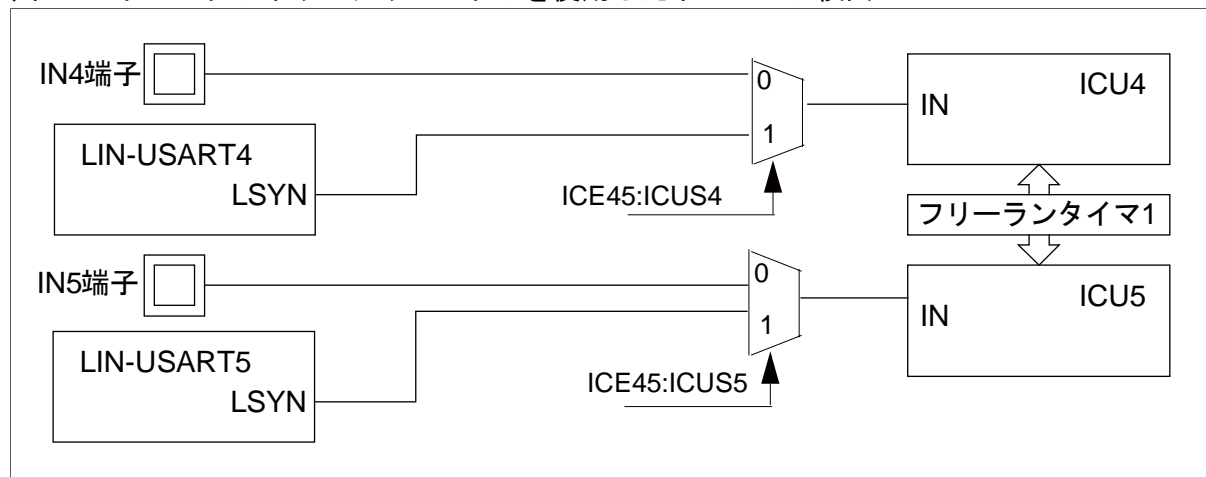 IN4端子
0
ICU4
IN
1
LIN-USART4
LSYN
ICE45:ICUS4
フリーランタイマ1
IN5端子
0
ICU5
IN
1
LIN-USART5
LSYN
ICE45:ICUS5